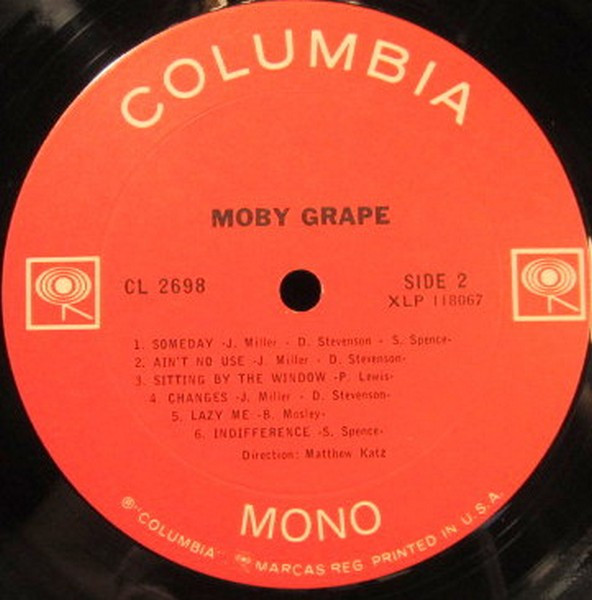 COLUMBIA
MOBY GRAPE
CL 2698
SIDE 2
XLP 118067
1. SOMEDAY -J. Miller - D. Stevenson - S. Spence-
2. AIN'T NO USE -J. Miller - D. Stevenson-
3. SITTING BY THE WINDOW -P. Lewis-
4. CHANGES -J. Miller - D. Stevenson-
5. LAZY ME -B. Mosley-
6. INDIFFERENCE -S. Spence-
Direction: Matthew Katz
MONO
®"COLUMBIA" MARCAS REG. PRINTED IN U.S.A.